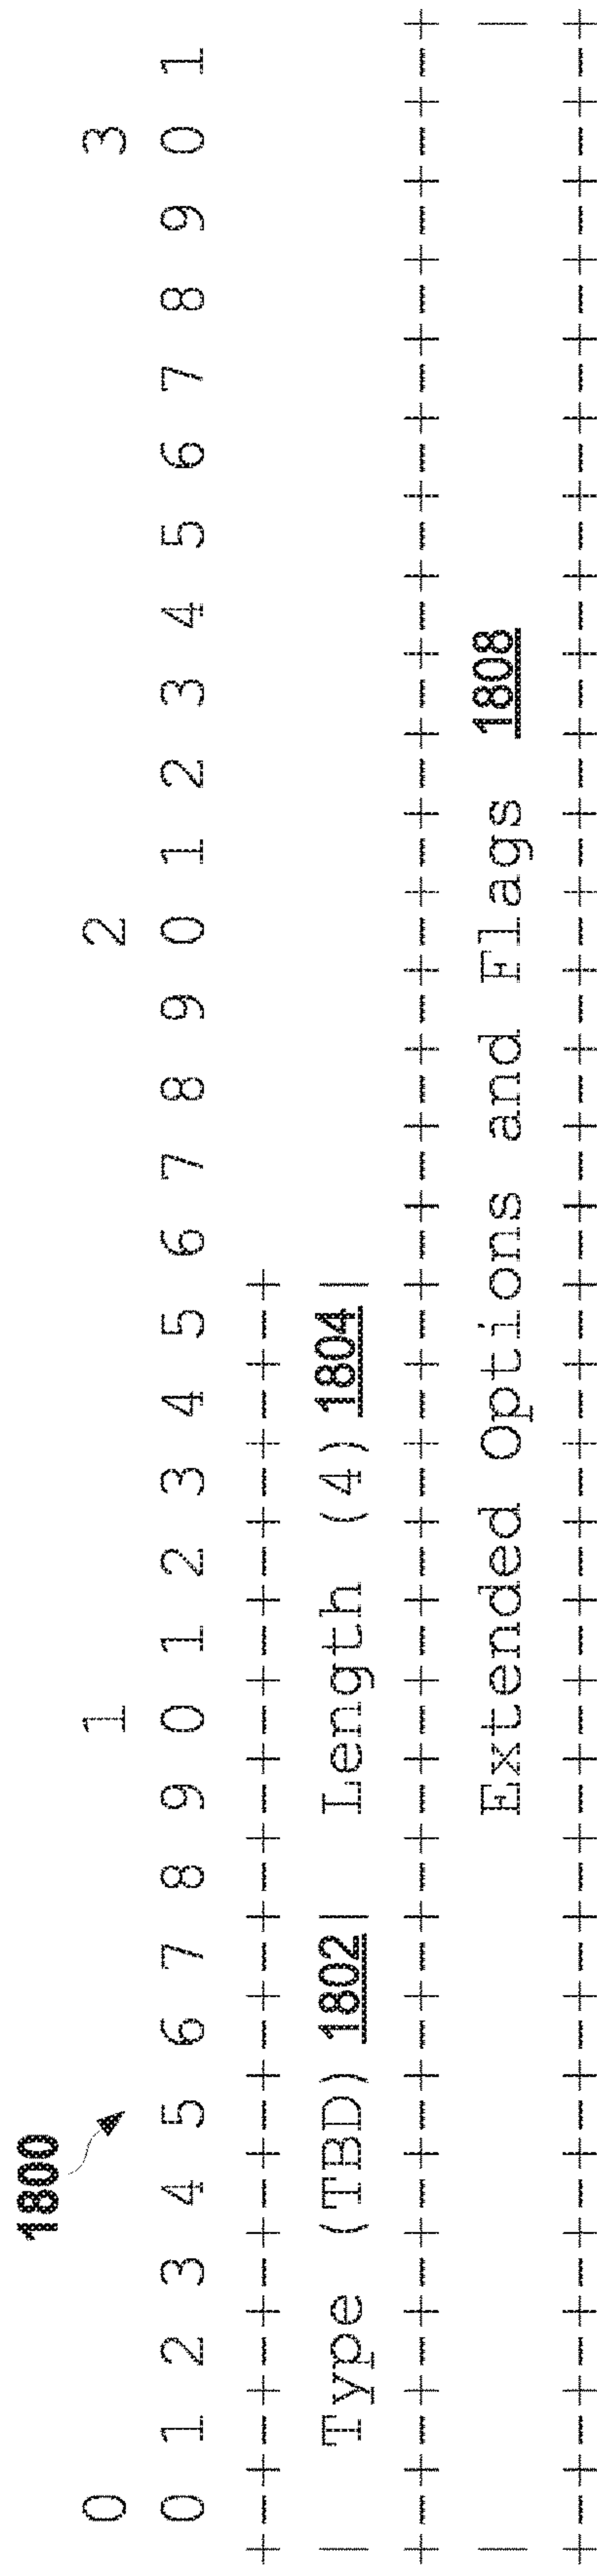 1800
0                   1                   2                   3
0 1 2 3 4 5 6 7 8 9 0 1 2 3 4 5 6 7 8 9 0 1 2 3 4 5 6 7 8 9 0 1
+-+-+-+-+-+-+-+-+-+-+-+-+-+-+-+-+
| Type (TBD) 1802 | Length (4) 1804 |
+-+-+-+-+-+-+-+-+-+-+-+-+-+-+-+-+-+-+-+-+-+-+-+-+-+-+-+-+-+-+-+-+
| Extended Options and Flags 1808 |
+-+-+-+-+-+-+-+-+-+-+-+-+-+-+-+-+-+-+-+-+-+-+-+-+-+-+-+-+-+-+-+-+